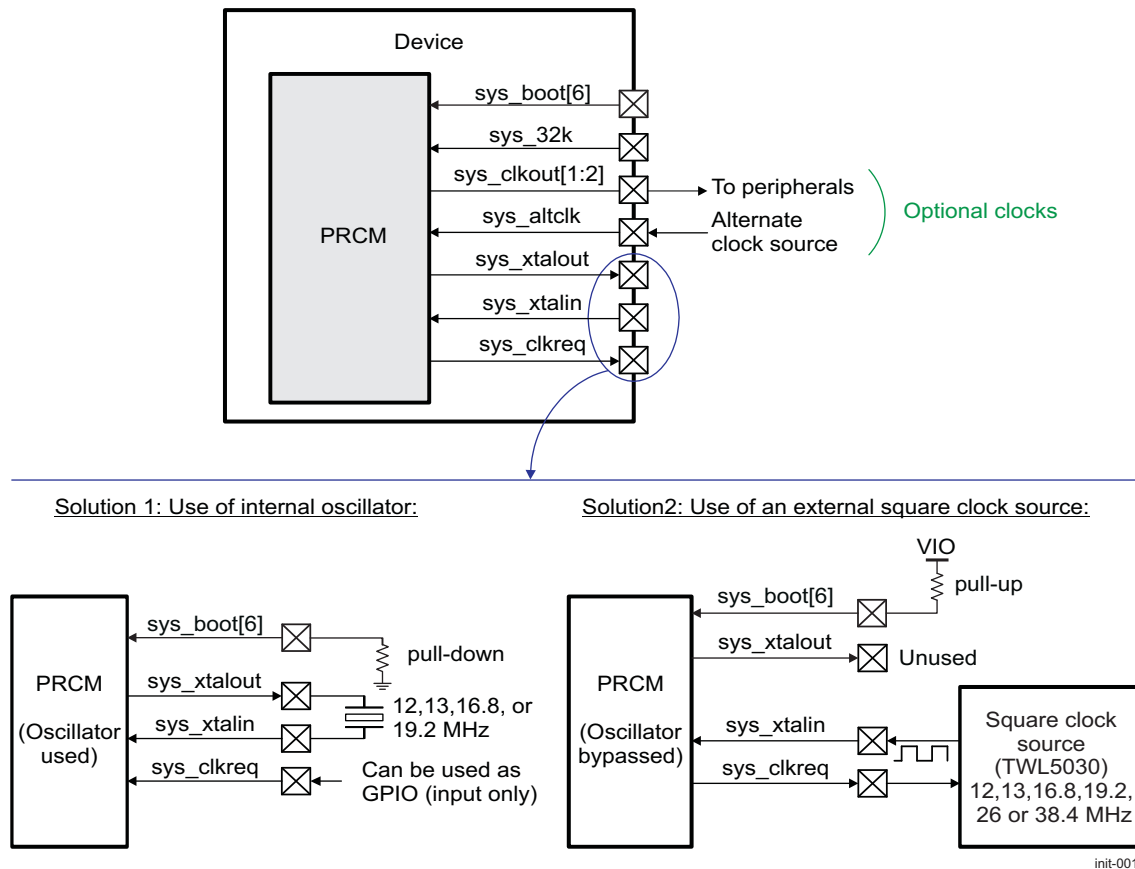 Device
PRCM
sys_boot[6]
sys_32k
sys_clkout[1:2]
sys_altclk
sys_xtalout
sys_xtalin
sys_clkreq
To peripherals
Alternate
clock source
Optional clocks
Solution 1: Use of internal oscillator:
PRCM
(Oscillator
used)
sys_boot[6]
sys_xtalout
sys_xtalin
sys_clkreq
pull-down
12,13,16.8, or
19.2 MHz
Can be used as
GPIO (input only)
Solution2: Use of an external square clock source:
VIO
pull-up
PRCM
(Oscillator
bypassed)
sys_boot[6]
sys_xtalout
Unused
sys_xtalin
sys_clkreq
Square clock
source
(TWL5030)
12,13,16.8,19.2,
26 or 38.4 MHz
init-001